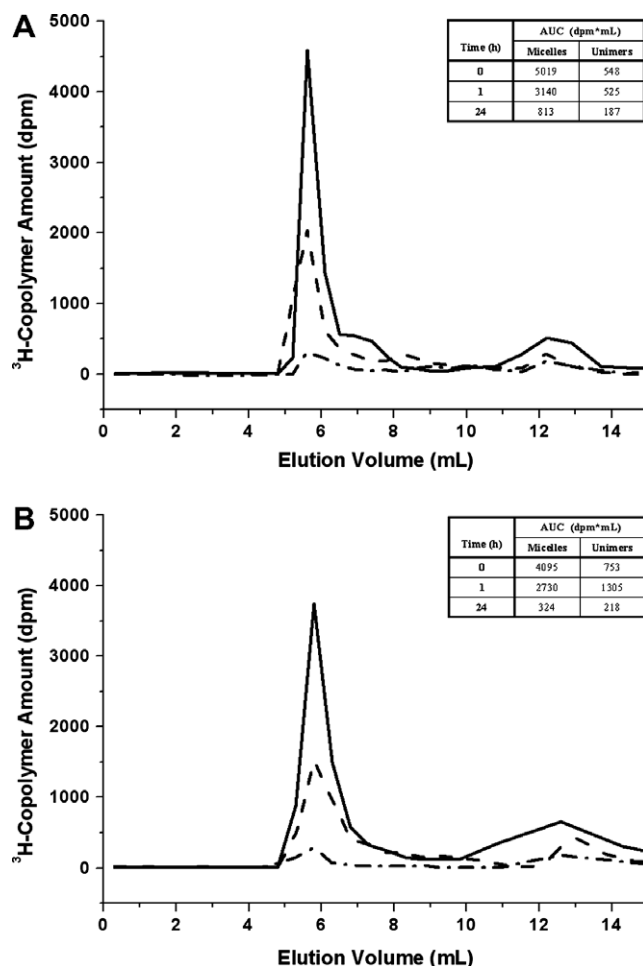 A
5000
4000
3000
2000
1000
0
³H-Copolymer Amount (dpm)
0 2 4 6 8 10 12 14
Elution Volume (mL)
Time (h) AUC (dpm*mL)
Micelles Unimers
0 5019 548
1 3140 525
24 813 187
B
5000
4000
3000
2000
1000
0
³H-Copolymer Amount (dpm)
0 2 4 6 8 10 12 14
Elution Volume (mL)
Time (h) AUC (dpm*mL)
Micelles Unimers
0 4095 753
1 2730 1305
24 324 218